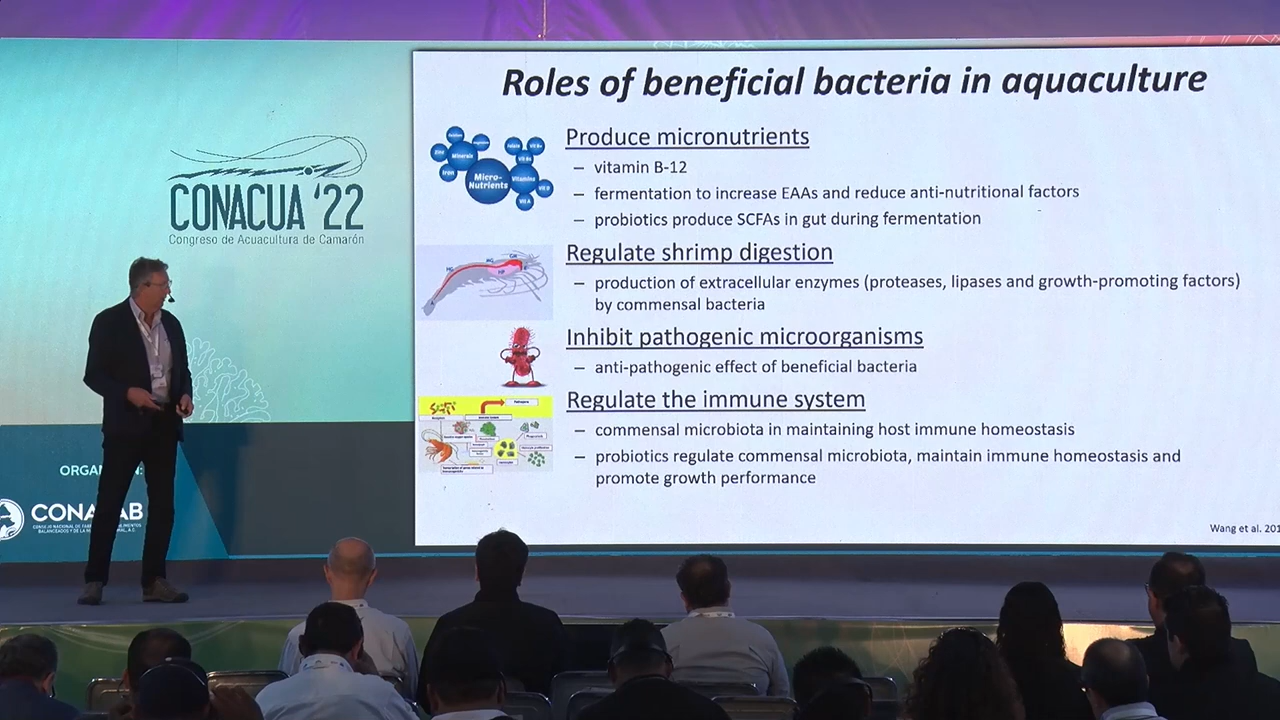 Roles of beneficial bacteria in aquaculture
CONACUA '22
Congreso de Acuacultura de Camarón
Produce micronutrients
– vitamin B-12
– fermentation to increase EAAs and reduce anti-nutritional factors
– probiotics produce SCFAs in gut during fermentation
Minerals
Zinc
Iron
Micro-
Nutrients
Vitamins
Vit D
Vit A
Regulate shrimp digestion
– production of extracellular enzymes (proteases, lipases and growth-promoting factors)
by commensal bacteria
Inhibit pathogenic microorganisms
– anti-pathogenic effect of beneficial bacteria
Regulate the immune system
– commensal microbiota in maintaining host immune homeostasis
– probiotics regulate commensal microbiota, maintain immune homeostasis and
promote growth performance
Wang et al. 201